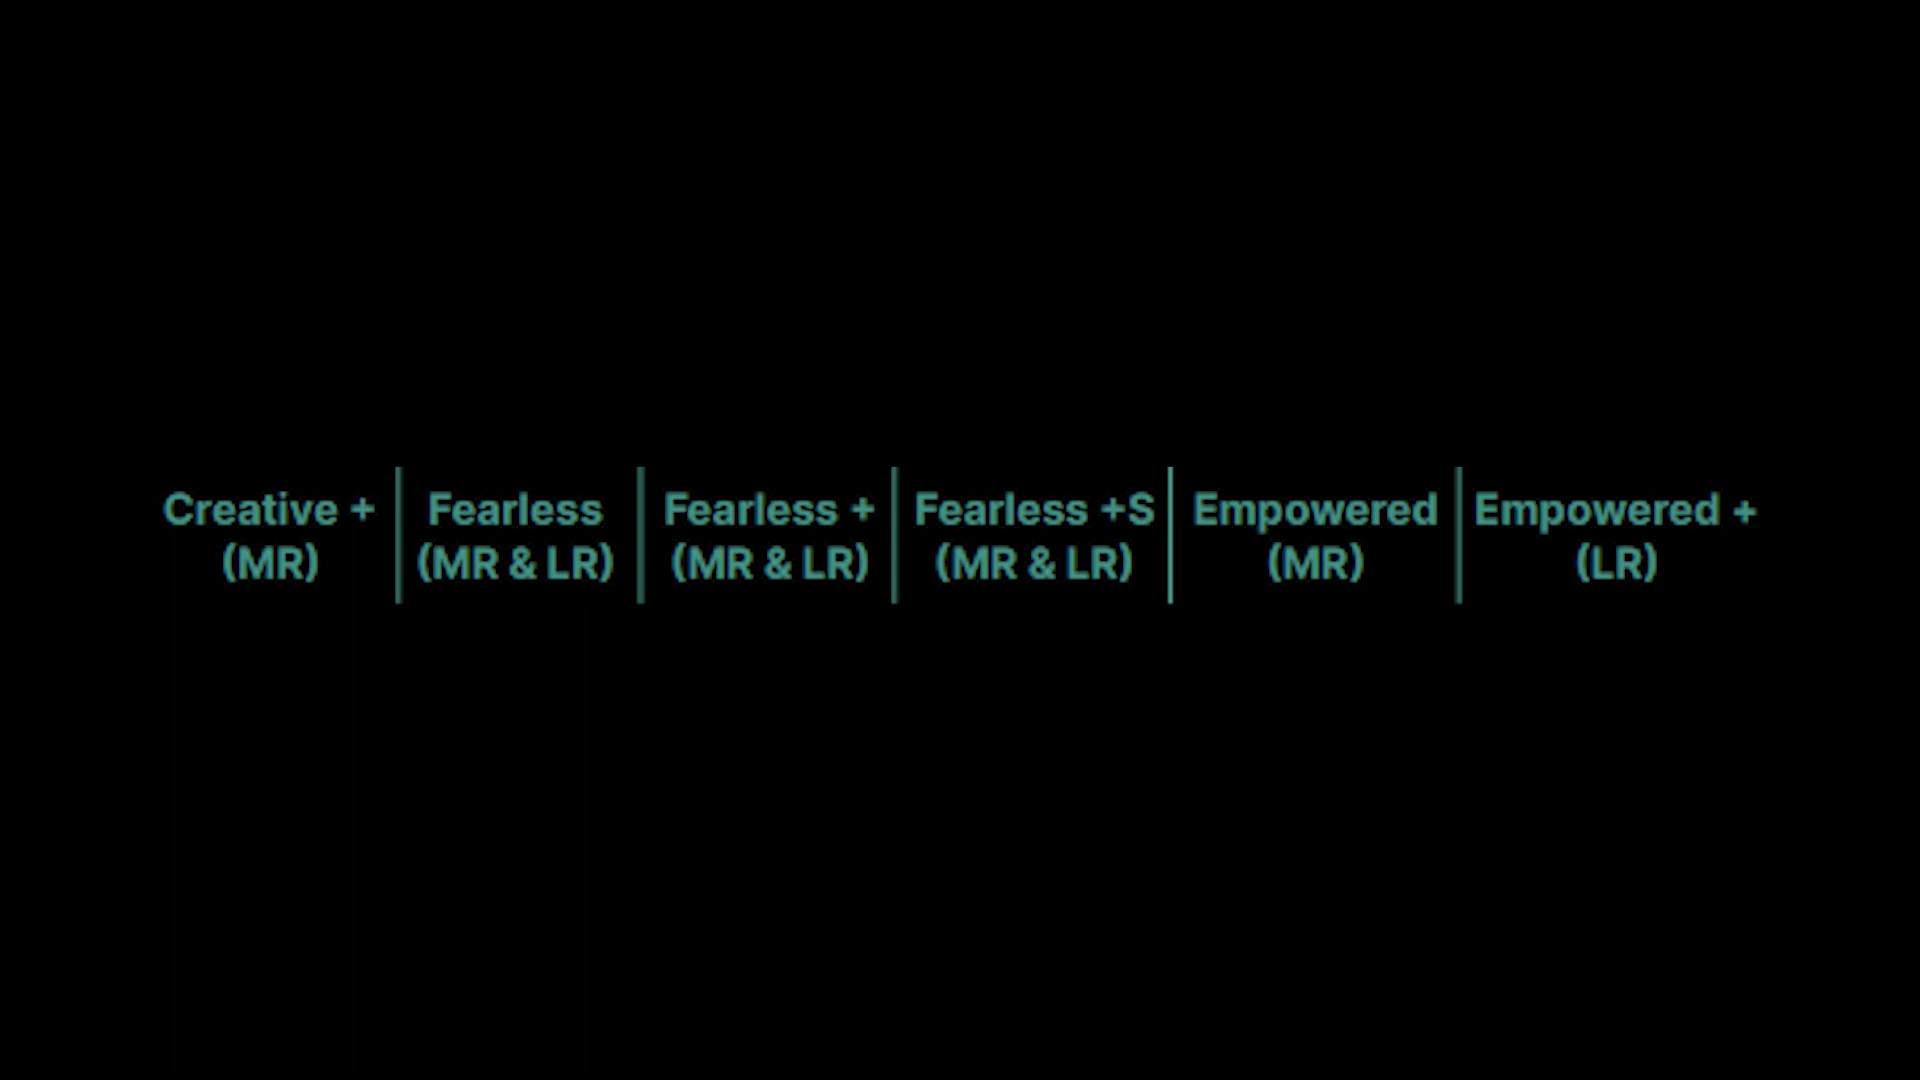 Creative +
(MR)
Fearless
(MR & LR)
Fearless +
(MR & LR)
Fearless +S
(MR & LR)
Empowered
(MR)
Empowered +
(LR)